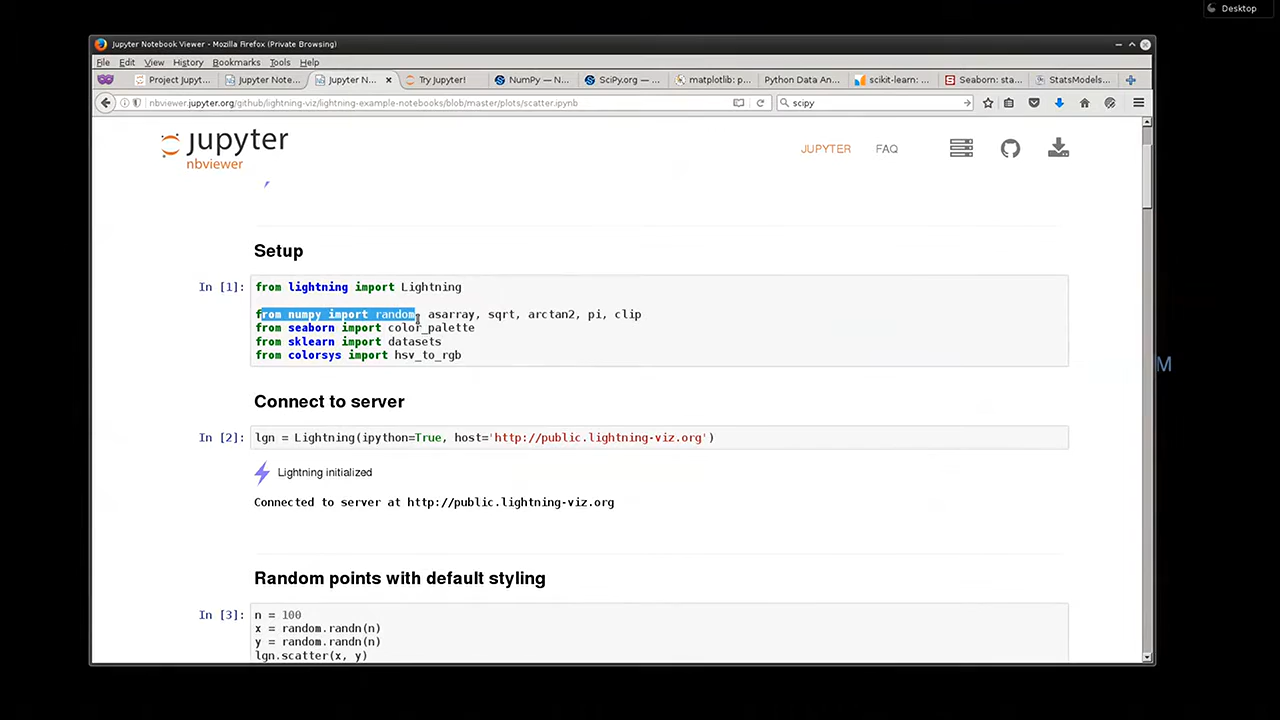 Desktop
Jupyter Notebook Viewer - Mozilla Firefox (Private Browsing)
File Edit View History Bookmarks Tools Help
Project Jupyt... Jupyter Note... Jupyter N... Try Jupyter! NumPy — N... SciPy.org — ... matplotlib: p... Python Data An... scikit-learn: ... Seaborn: sta... StatsModels...
nbviewer.jupyter.org/github/lightning-viz/lightning-example-notebooks/blob/master/plots/scatter.ipynb scipy
jupyter
nbviewer
JUPYTER FAQ
Setup
In [1]: from lightning import Lightning
from numpy import random, asarray, sqrt, arctan2, pi, clip
from seaborn import color_palette
from sklearn import datasets
from colorsys import hsv_to_rgb
M
Connect to server
In [2]: lgn = Lightning(ipython=True, host='http://public.lightning-viz.org')
Lightning initialized
Connected to server at http://public.lightning-viz.org
Random points with default styling
In [3]: n = 100
x = random.randn(n)
y = random.randn(n)
lgn.scatter(x, y)